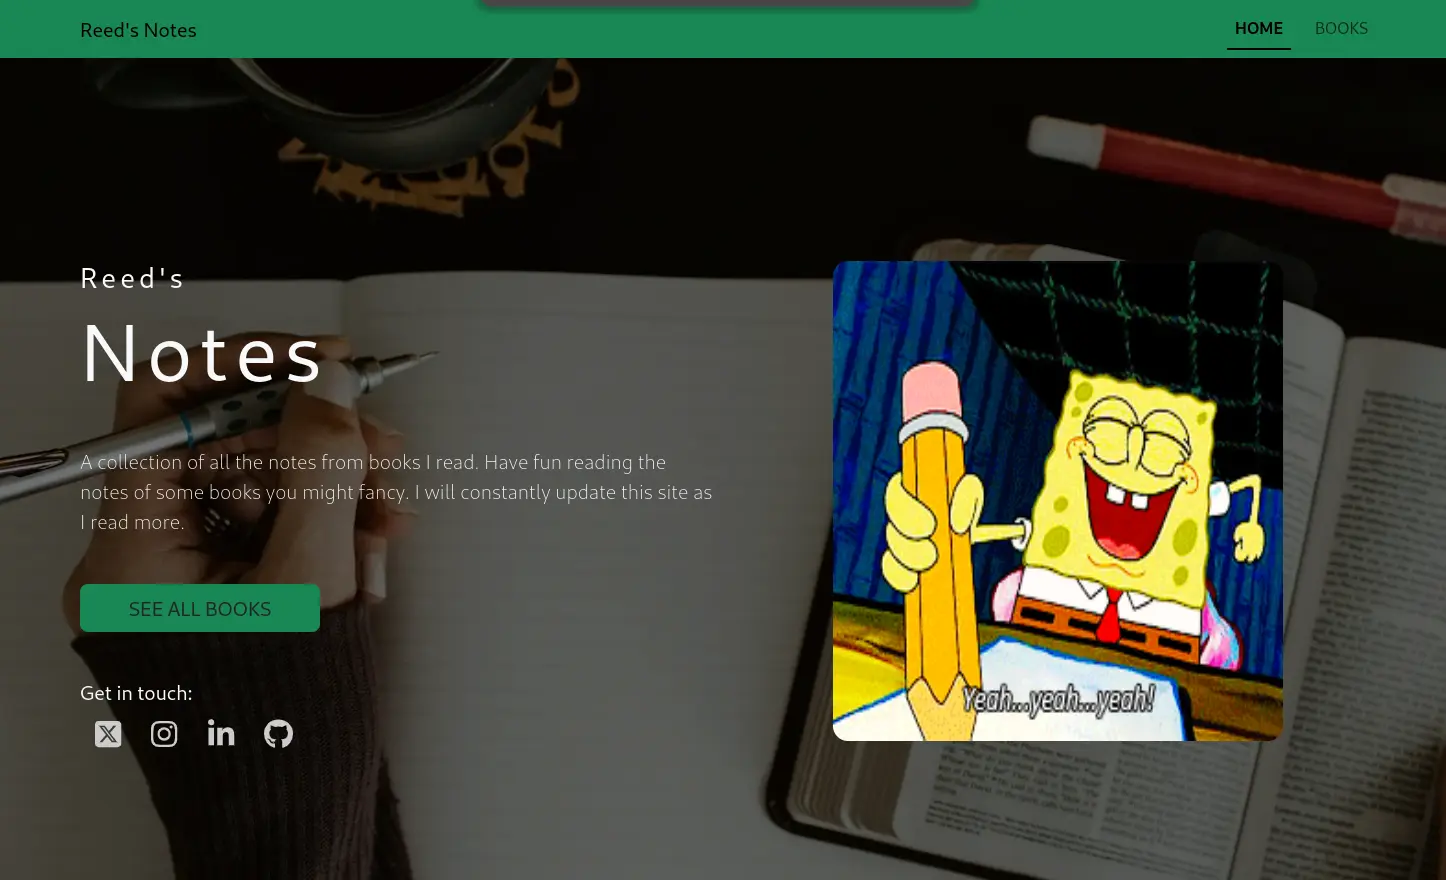 Reed's Notes
HOME
BOOKS
Reed's
Notes
A collection of all the notes from books I read. Have fun reading the
notes of some books you might fancy. I will constantly update this site as
I read more.
SEE ALL BOOKS
Get in touch:
Yeah...yeah...yeah!